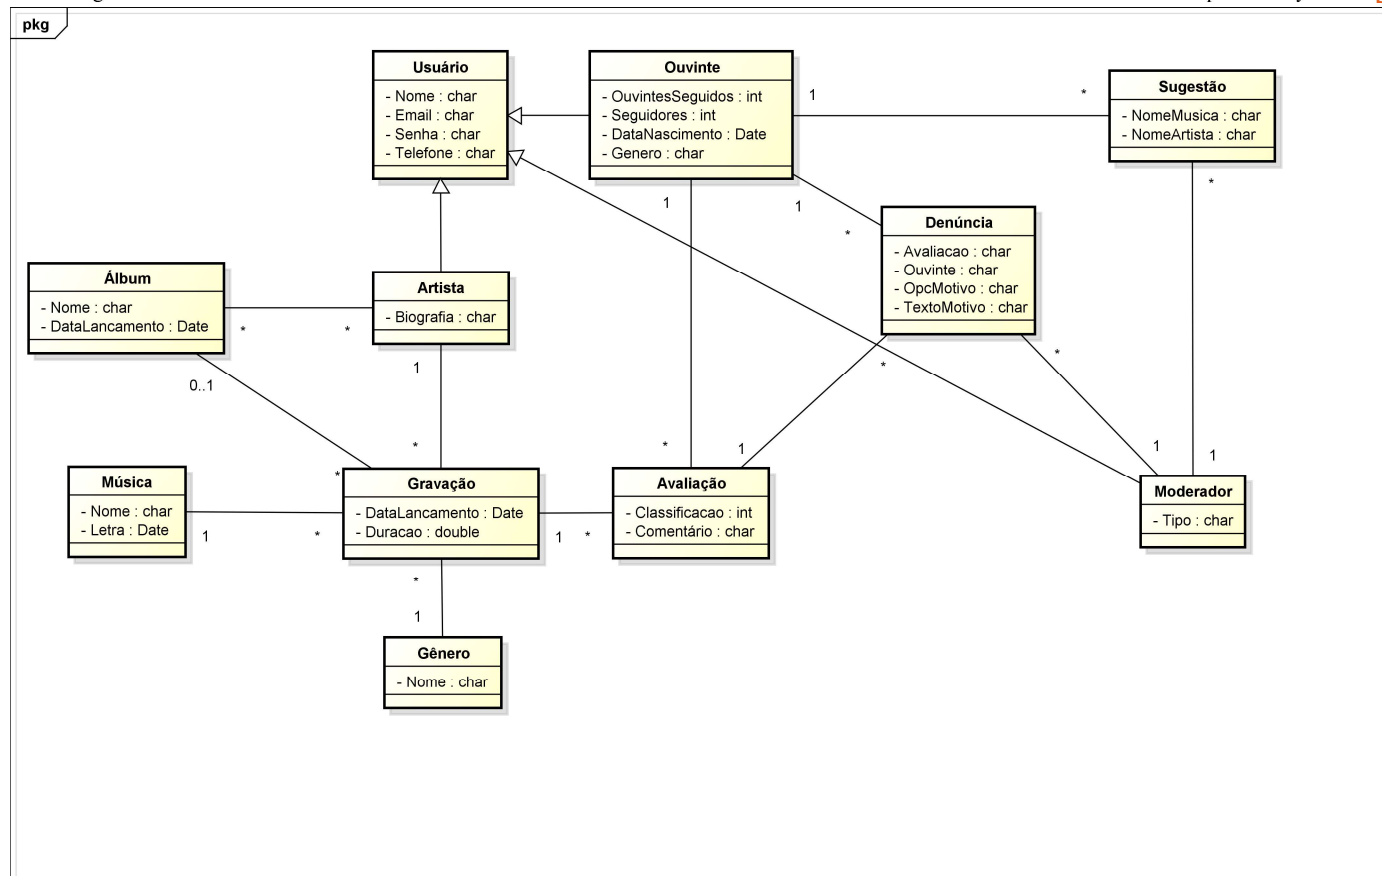 pkg
Usuário
- Nome : char
- Email : char
- Senha : char
- Telefone : char
Ouvinte
- OuvintesSeguidos : int
- Seguidores : int
- DataNascimento : Date
- Genero : char
1
*
Sugestão
- NomeMusica : char
- NomeArtista : char
*
1
1
*
Denúncia
- Avaliacao : char
- Ouvinte : char
- OpcMotivo : char
- TextoMotivo : char
Álbum
- Nome : char
- DataLancamento : Date
*
*
Artista
- Biografia : char
0..1
1
*
*
*
*
*
1
1
1
Música
- Nome : char
- Letra : Date
1
*
Gravação
- DataLancamento : Date
- Duracao : double
1
*
Avaliação
- Classificacao : int
- Comentário : char
Moderador
- Tipo : char
*
1
Gênero
- Nome : char